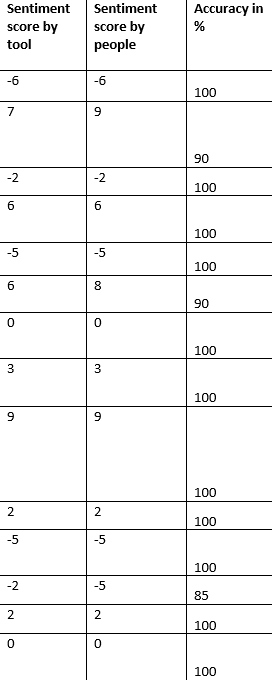 Sentiment score by tool | Sentiment score by people | Accuracy in %
-6 | -6 | 100
7 | 9 | 90
-2 | -2 | 100
6 | 6 | 100
-5 | -5 | 100
6 | 8 | 90
0 | 0 | 100
3 | 3 | 100
9 | 9 | 100
2 | 2 | 100
-5 | -5 | 100
-2 | -5 | 85
2 | 2 | 100
0 | 0 | 100